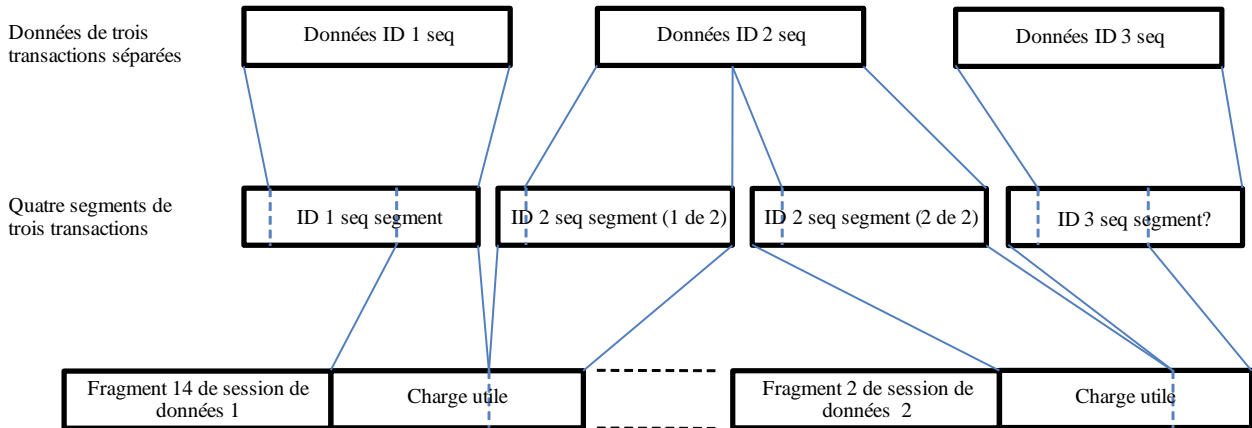 Données de trois
transactions séparées
Données ID 1 seq
Données ID 2 seq
Données ID 3 seq
Quatre segments de
trois transactions
ID 1 seq segment
ID 2 seq segment (1 de 2)
ID 2 seq segment (2 de 2)
ID 3 seq segment?
Fragment 14 de session de
données 1
Charge utile
Fragment 2 de session de
données 2
Charge utile